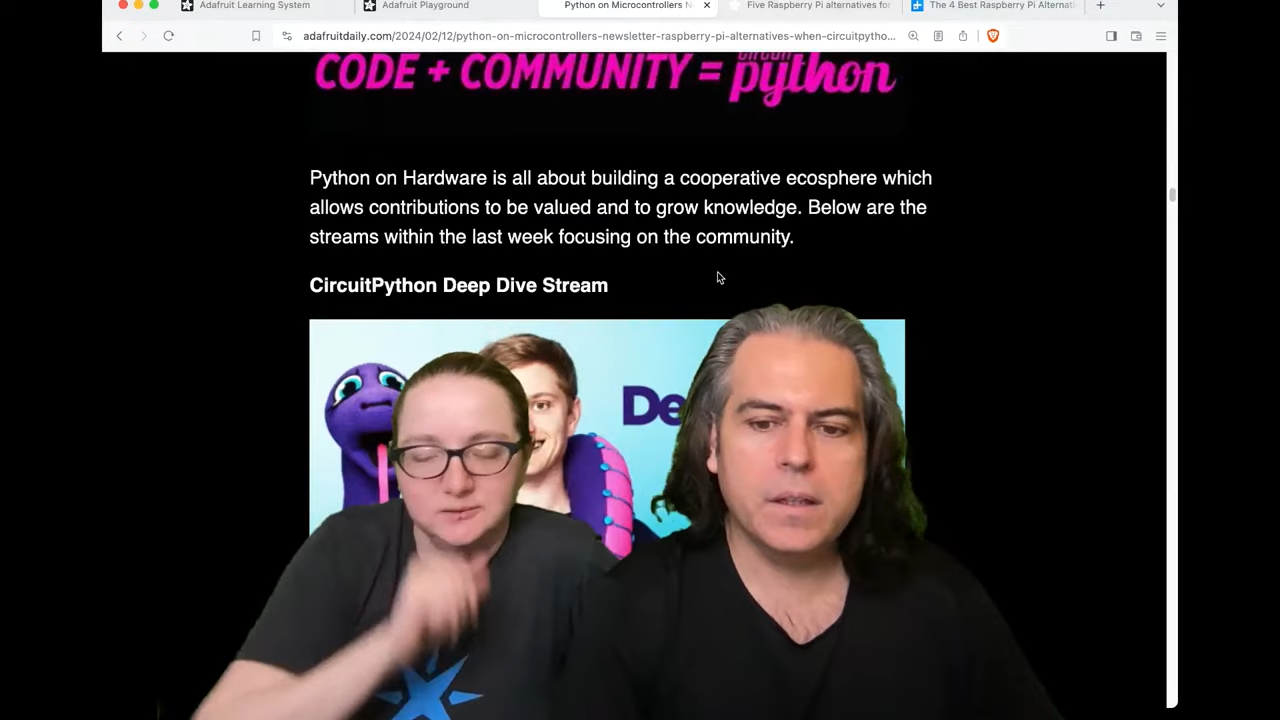 Adafruit Learning System
Adafruit Playground
Python on Microcontrollers N
Five Raspberry Pi alternatives for
The 4 Best Raspberry Pi Alternati
adafruitdaily.com/2024/02/12/python-on-microcontrollers-newsletter-raspberry-pi-alternatives-when-circuitpytho...
CODE + COMMUNITY = circuit python
Python on Hardware is all about building a cooperative ecosphere which
allows contributions to be valued and to grow knowledge. Below are the
streams within the last week focusing on the community.
CircuitPython Deep Dive Stream
De